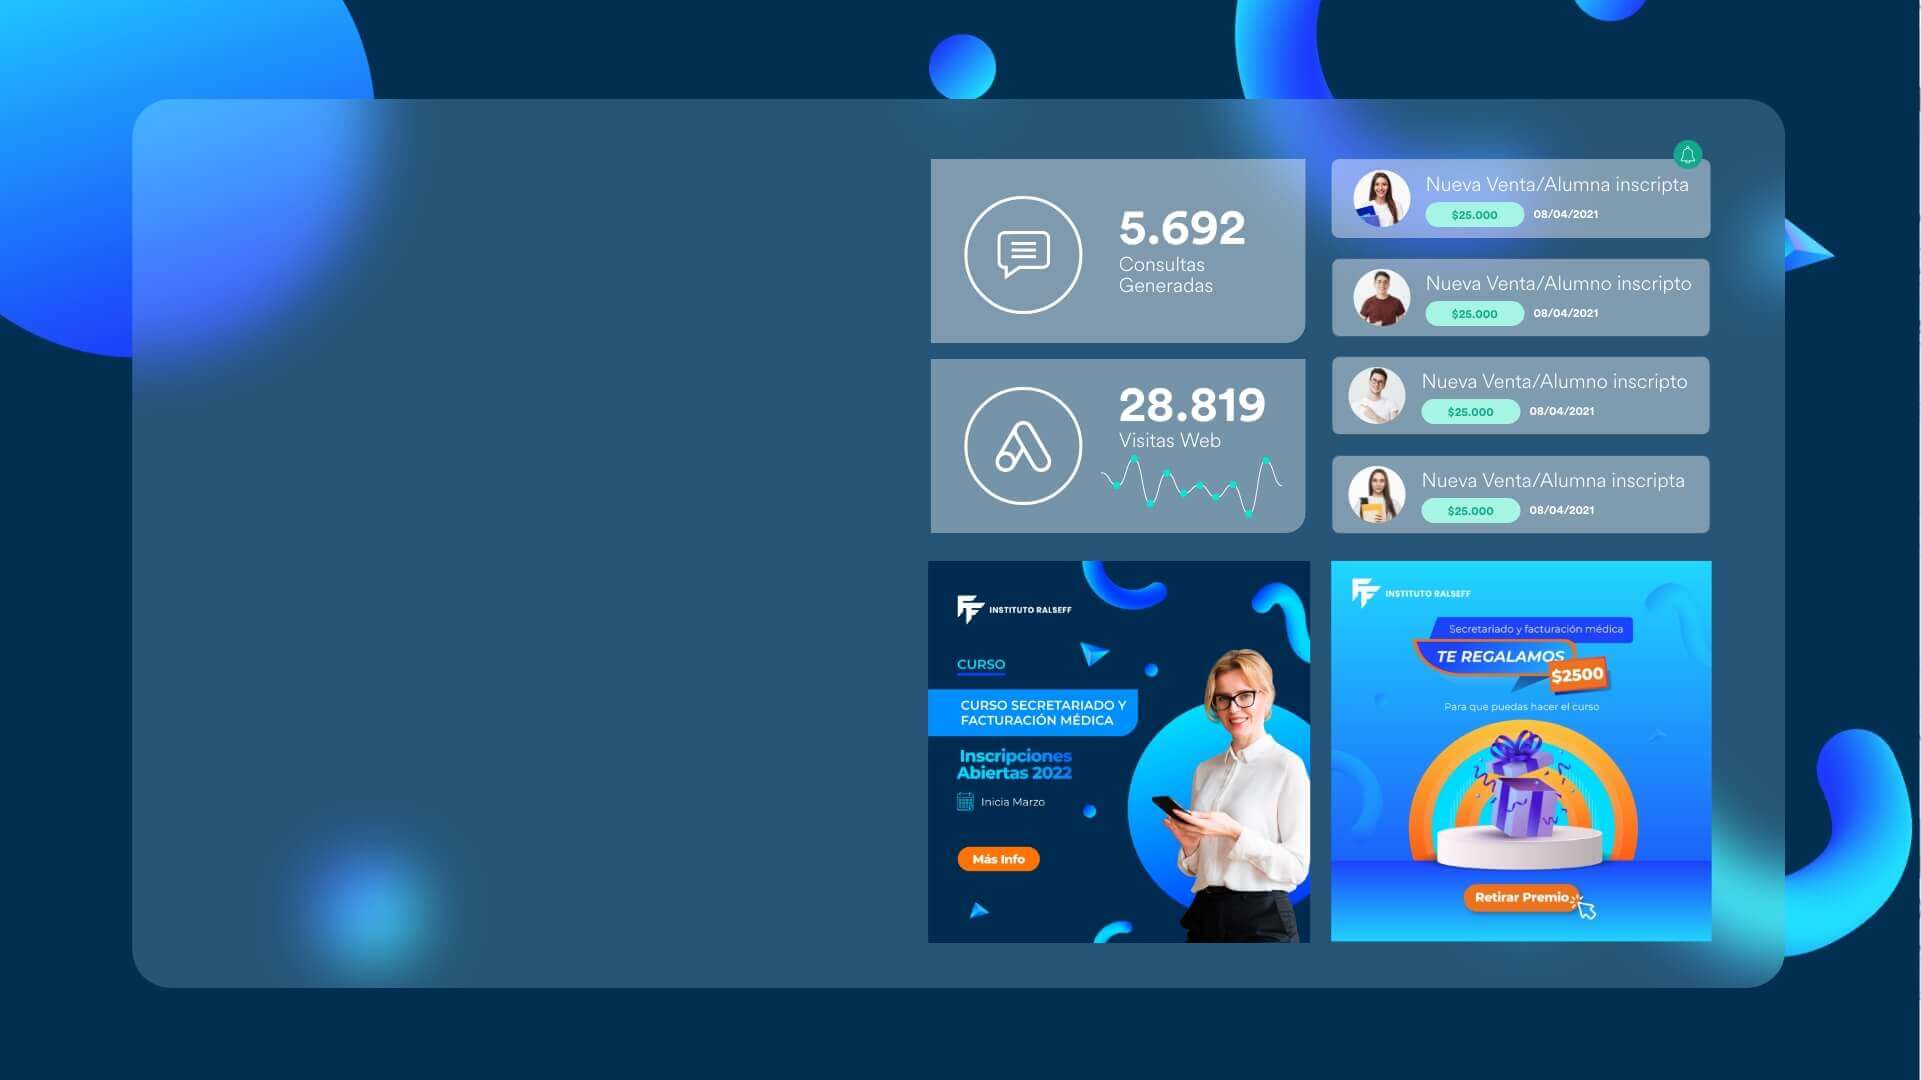 5.692
Consultas
Generadas
28.819
Visitas Web
Nueva Venta/Alumna inscripta
$25.000 08/04/2021
Nueva Venta/Alumno inscripto
$25.000 08/04/2021
Nueva Venta/Alumno inscripto
$25.000 08/04/2021
Nueva Venta/Alumna inscripta
$25.000 08/04/2021
INSTITUTO RALSEFF
CURSO
CURSO SECRETARIADO Y
FACTURACIÓN MÉDICA
Inscripciones
Abiertas 2022
Inicia Marzo
Más Info
INSTITUTO RALSEFF
Secretariado y facturación médica
TE REGALAMOS
$2500
Para que puedas hacer el curso
Retirar Premio